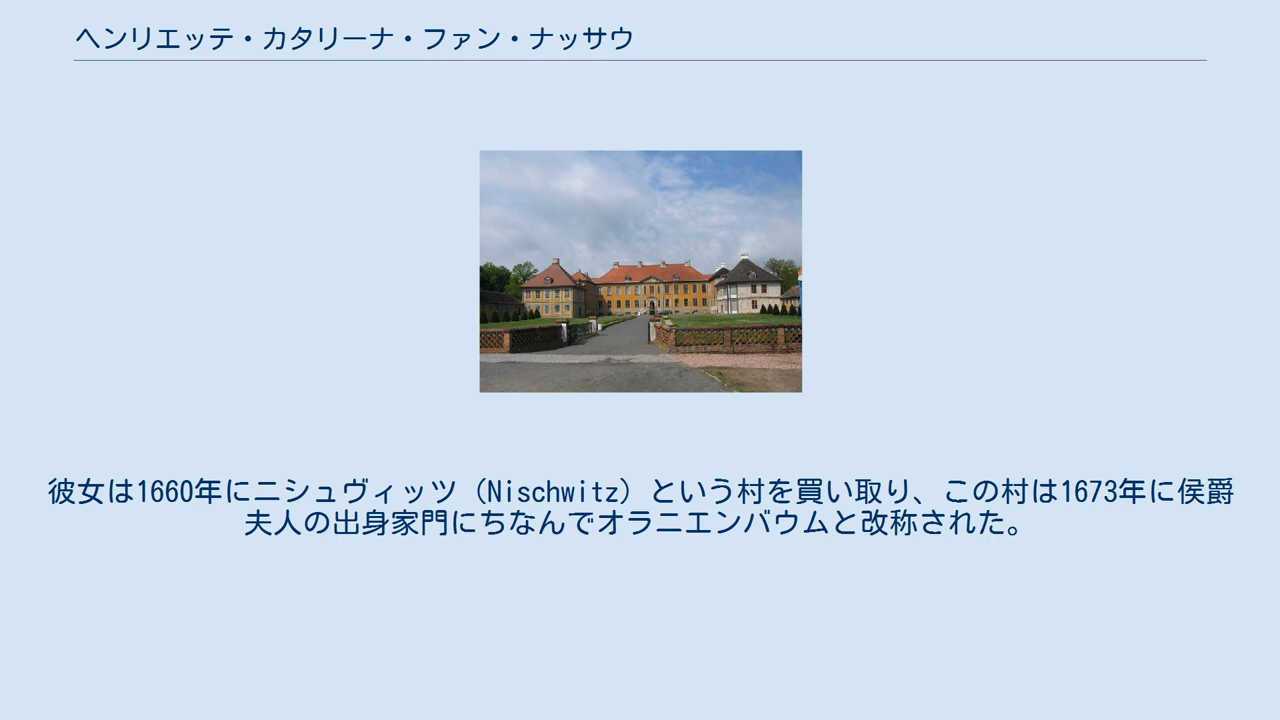 ヘンリエッテ・カタリーナ・ファン・ナッサウ
彼女は1660年にニシュヴィッツ（Nischwitz）という村を買い取り、この村は1673年に侯爵
夫人の出身家門にちなんでオラニエンバウムと改称された。